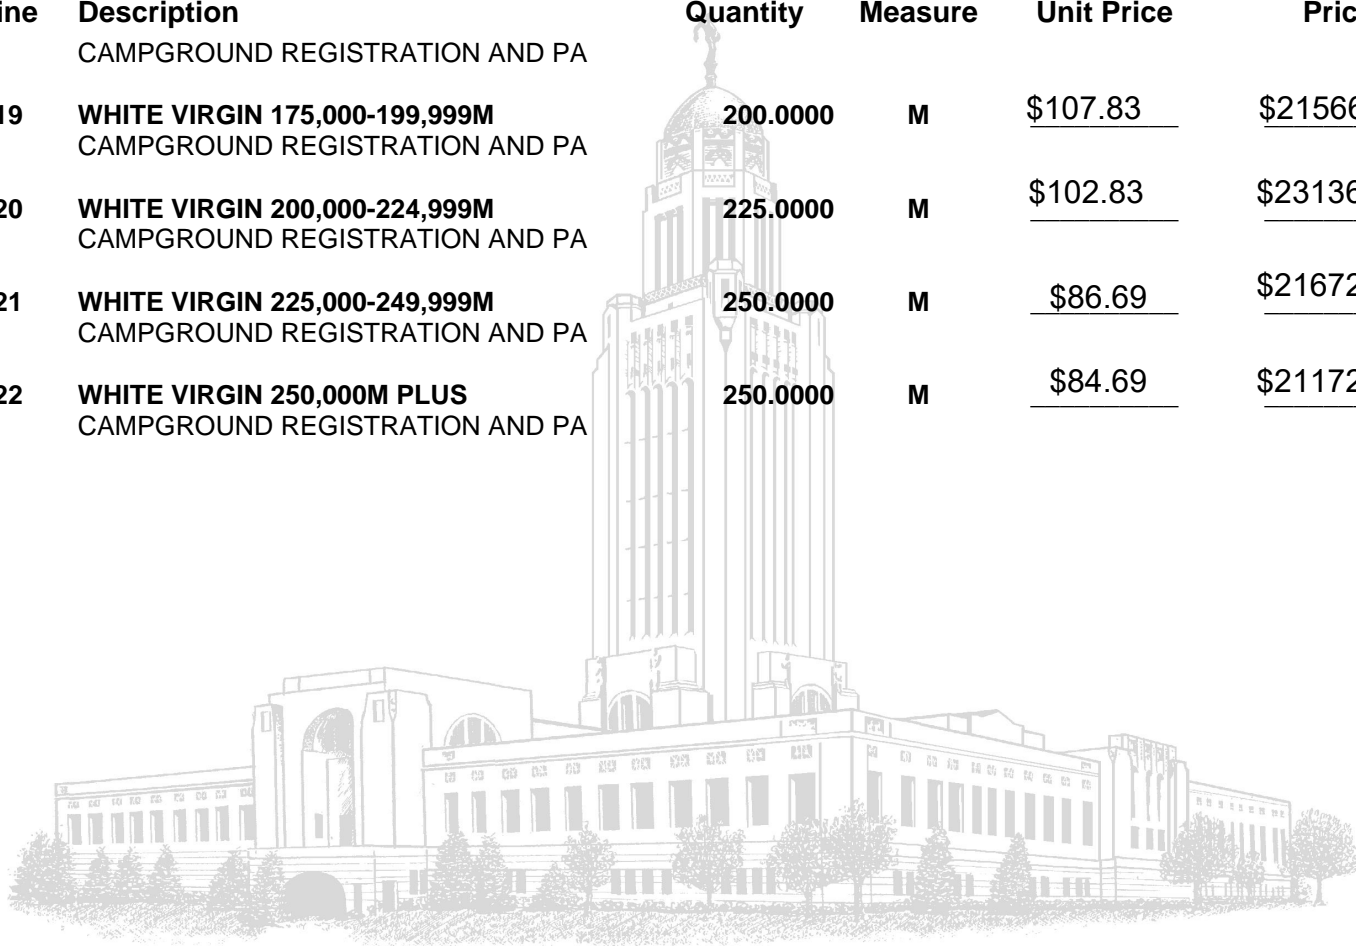 ine Description Quantity Measure Unit Price Pric
CAMPGROUND REGISTRATION AND PA
19 WHITE VIRGIN 175,000-199,999M 200.0000 M $107.83 $21566
CAMPGROUND REGISTRATION AND PA
20 WHITE VIRGIN 200,000-224,999M 225.0000 M $102.83 $23136
CAMPGROUND REGISTRATION AND PA
21 WHITE VIRGIN 225,000-249,999M 250.0000 M $86.69 $21672
CAMPGROUND REGISTRATION AND PA
22 WHITE VIRGIN 250,000M PLUS 250.0000 M $84.69 $21172
CAMPGROUND REGISTRATION AND PA